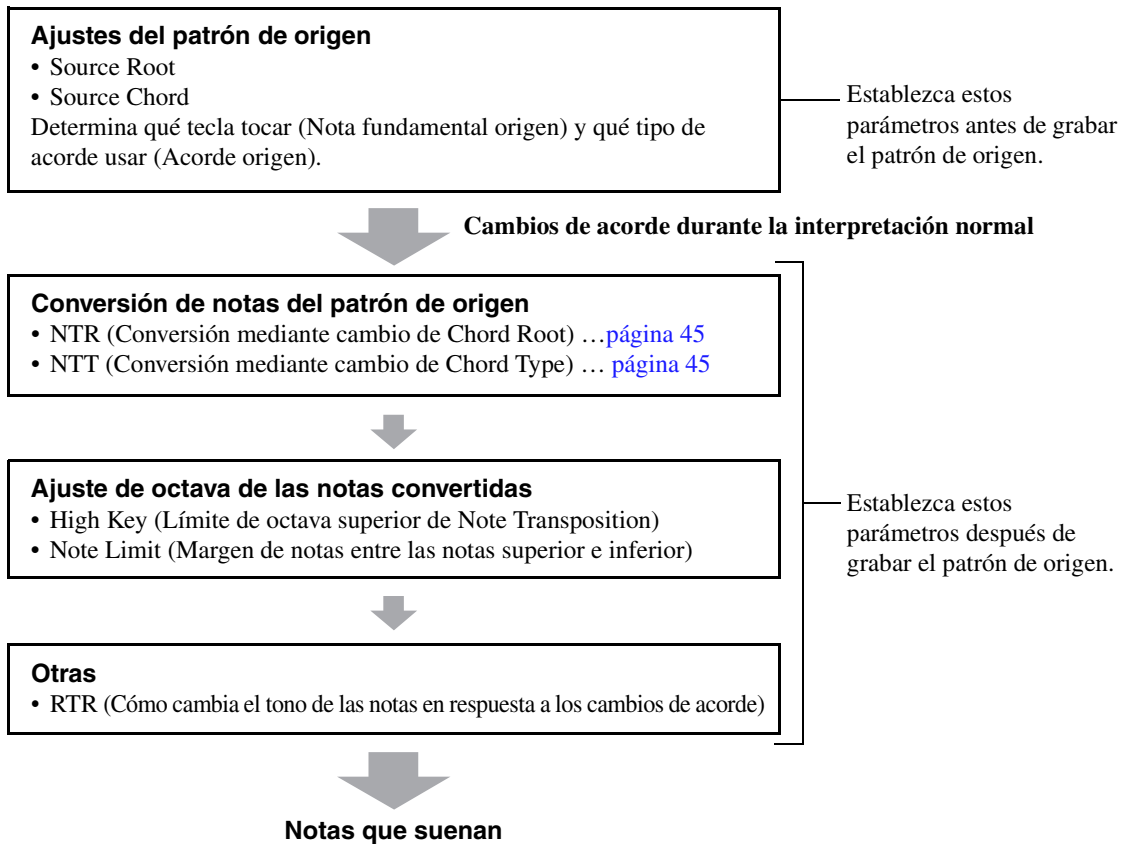 Ajustes del patrón de origen
• Source Root
• Source Chord
Determina qué tecla tocar (Nota fundamental origen) y qué tipo de
acorde usar (Acorde origen).
Establezca estos
parámetros antes de grabar
el patrón de origen.
Cambios de acorde durante la interpretación normal
Conversión de notas del patrón de origen
• NTR (Conversión mediante cambio de Chord Root) …página 45
• NTT (Conversión mediante cambio de Chord Type) … página 45
Ajuste de octava de las notas convertidas
• High Key (Límite de octava superior de Note Transposition)
• Note Limit (Margen de notas entre las notas superior e inferior)
Establezca estos
parámetros después de
grabar el patrón de origen.
Otras
• RTR (Cómo cambia el tono de las notas en respuesta a los cambios de acorde)
Notas que suenan